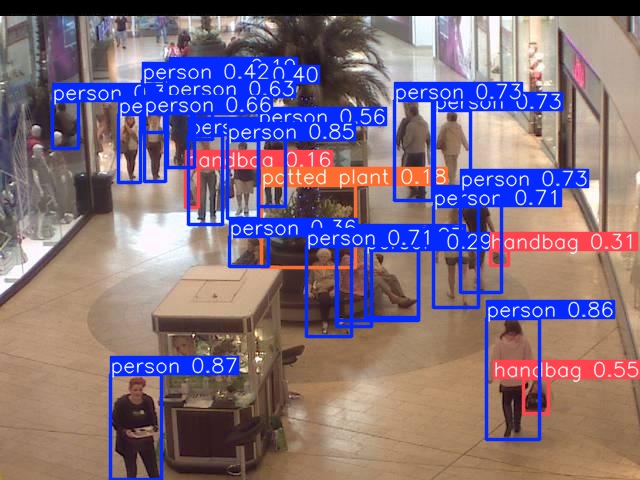 person 0.42
0.40
person 0.63
person 0.73
person 0.73
person 0.66
person 0.56
person 0.85
handbag 0.16
potted plant 0.18
person 0.73
person 0.71
person 0.36
person 0.71
0.29
handbag 0.31
person 0.86
person 0.87
handbag 0.55